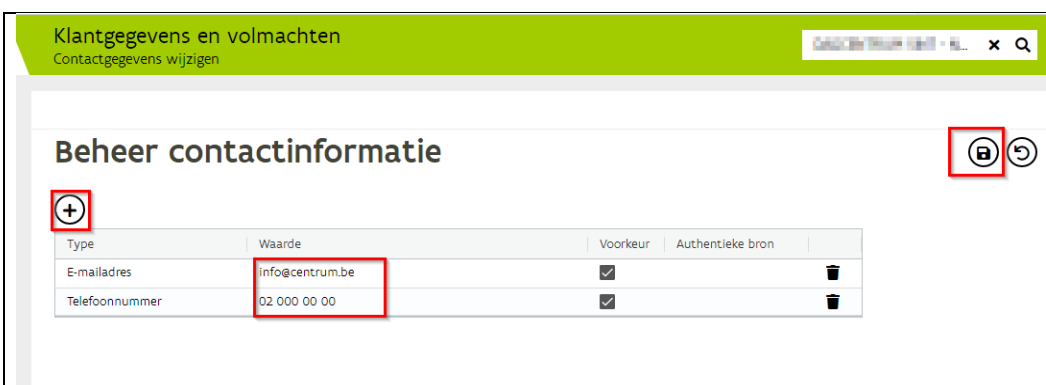 Klantgegevens en volmachten
Contactgegevens wijzigen
Beheer contactinformatie
Type Waarde Voorkeur Authentieke bron
E-mailadres info@centrum.be
Telefoonnummer 02 000 00 00